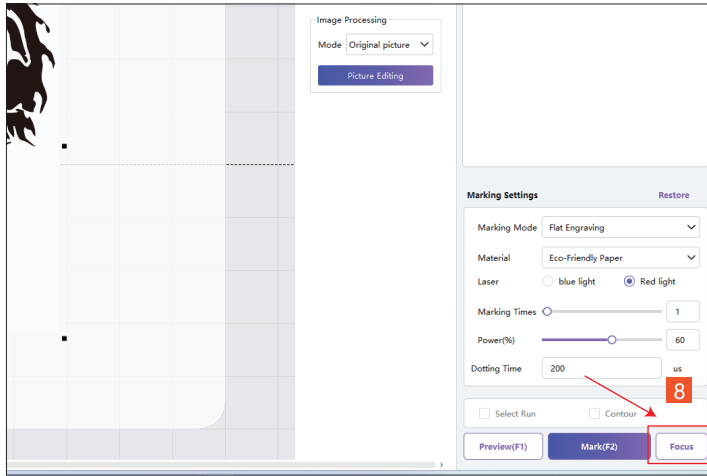 Image Processing
Mode Original picture
Picture Editing
Marking Settings Restore
Marking Mode Flat Engraving
Material Eco-Friendly Paper
Laser blue light Red light
Marking Times 1
Power(%) 60
Dotting Time 200 us
8
Select Run Contour
Preview(F1) Mark(F2) Focus